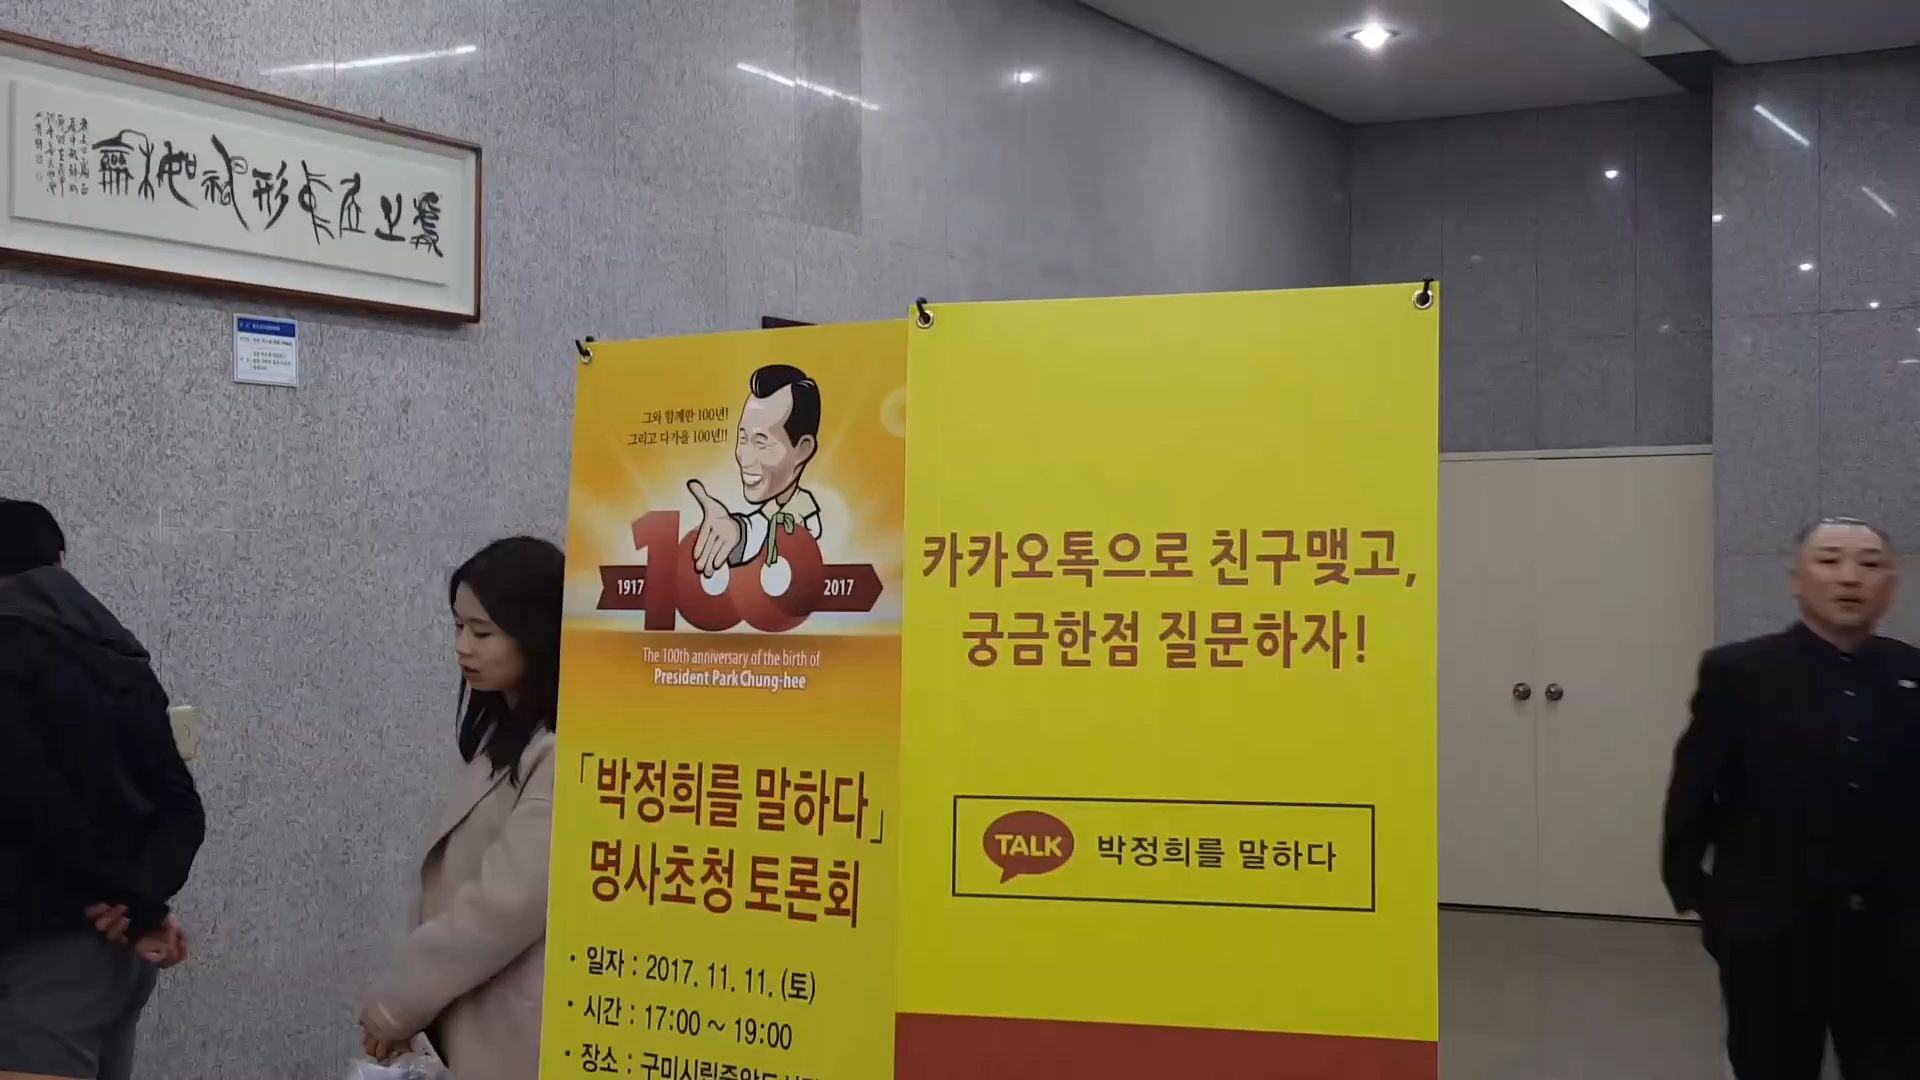 그와 함께한 100년!
그리고 다가올 100년!!
100
1917
2017
The 100th anniversary of the birth of
President Park Chung-hee
「박정희를 말하다」
명사초청 토론회
• 일자 : 2017. 11. 11. (토)
• 시간 : 17:00 ~ 19:00
• 장소 : 구미시립중앙도서관
카카오톡으로 친구맺고,
궁금한점 질문하자!
TALK 박정희를 말하다